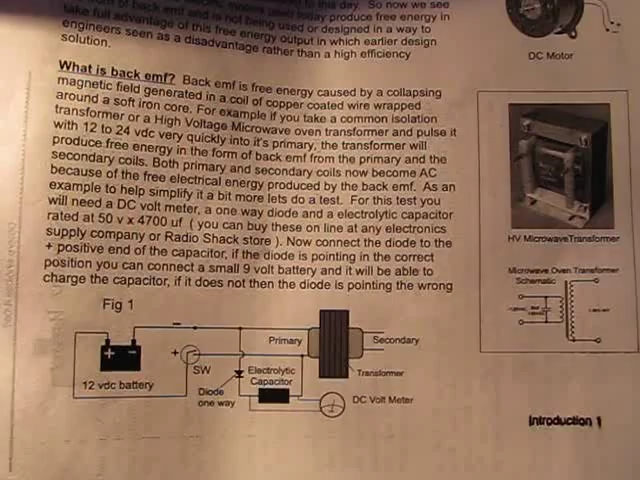 to this day. So now we see
of back emf and is not being used today produce free energy in
take full advantage of this free energy output in which earlier design
engineers seen as a disadvantage rather than a high efficiency
solution.
DC Motor
What is back emf? Back emf is free energy caused by a collapsing
magnetic field generated in a coil of copper coated wire wrapped
around a soft iron core. For example if you take a common isolation
transformer or a High Voltage Microwave oven transformer and pulse it
with 12 to 24 vdc very quickly into it's primary, the transformer will
produce free energy in the form of back emf from the primary and the
secondary coils. Both primary and secondary coils now become AC
because of the free electrical energy produced by the back emf. As an
example to help simplify it a bit more lets do a test. For this test you
will need a DC volt meter, a one way diode and a electrolytic capacitor
rated at 50 v x 4700 uf ( you can buy these on line at any electronics
supply company or Radio Shack store ). Now connect the diode to the
+ positive end of the capacitor, if the diode is pointing in the correct
position you can connect a small 9 volt battery and it will be able to
charge the capacitor, if it does not then the diode is pointing the wrong
HV MicrowaveTransformer
Microwave Oven Transformer
Schematic
Fig 1
Primary
Secondary
+
SW
Electrolytic
Capacitor
Transformer
12 vdc battery
Diode
one way
DC Volt Meter
Introduction 1